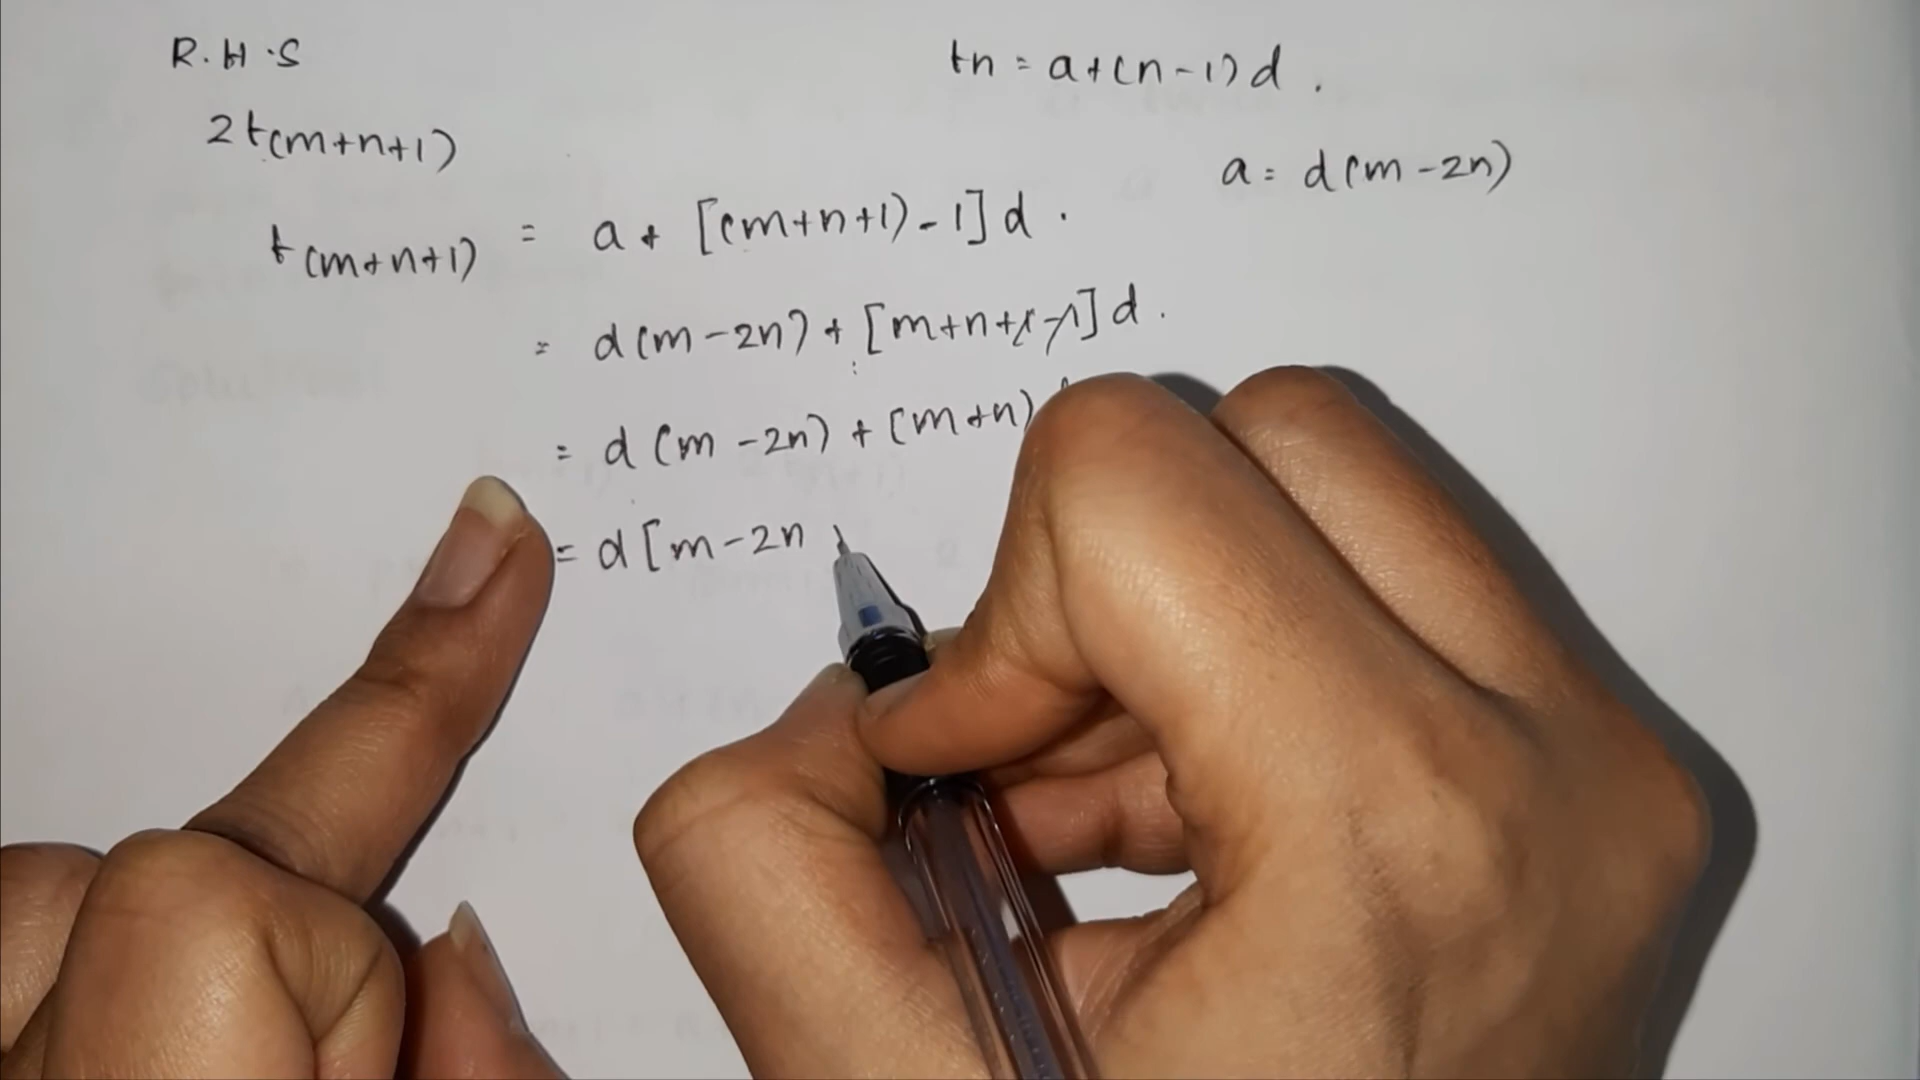 R.H.S
tn = a+(n-1)d.
2t(m+n+1)
a = d(m-2n)
t(m+n+1) = a + [(m+n+1)-1]d.
= d(m-2n) + [m+n+1-1]d.
= d(m-2n) + (m+n)
= d[m-2n